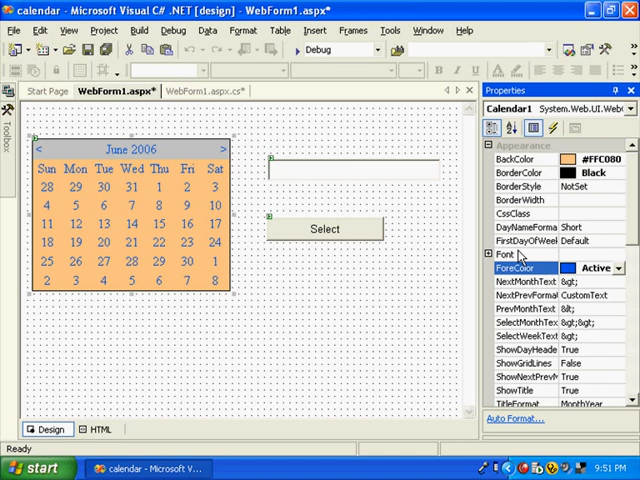 calendar - Microsoft Visual C# .NET [design] - WebForm1.aspx*
File Edit View Project Build Debug Data Format Table Insert Frames Tools Window Help
Debug
Start Page WebForm1.aspx* WebForm1.aspx.cs*
Toolbox
< June 2006 >
Sun Mon Tue Wed Thu Fri Sat
28 29 30 31 1 2 3
4 5 6 7 8 9 10
11 12 13 14 15 16 17
18 19 20 21 22 23 24
25 26 27 28 29 30 1
2 3 4 5 6 7 8
Select
Properties
Calendar1 System.Web.UI.Web
Appearance
BackColor #FFC080
BorderColor Black
BorderStyle NotSet
BorderWidth
CssClass
DayNameForma Short
FirstDayOfWeek Default
Font
ForeColor Active
NextMonthText &gt;
NextPrevFormat CustomText
PrevMonthText &lt;
SelectMonthText &gt;&gt;
SelectWeekText &gt;
ShowDayHeade True
ShowGridLines False
ShowNextPrevM True
ShowTitle True
TitleFormat MonthYear
Auto Format...
Design HTML
Ready
start calendar - Microsoft V... 9:51 PM